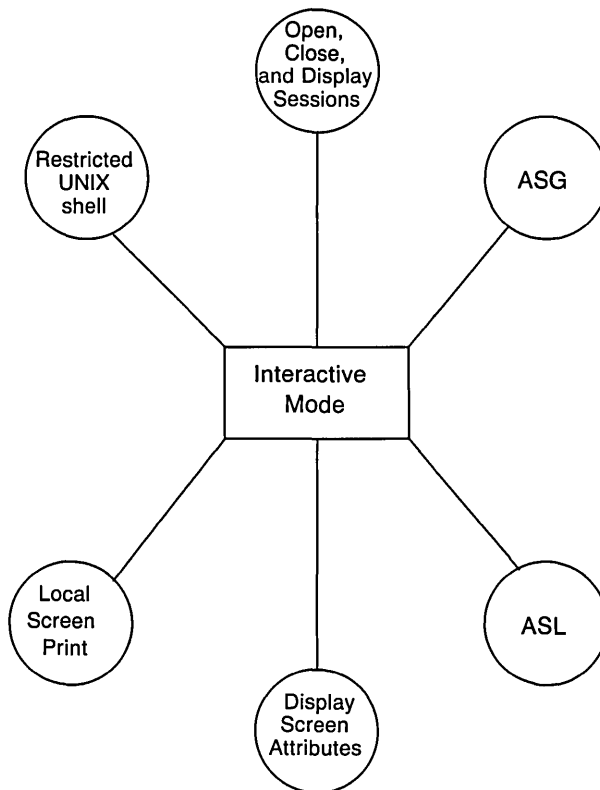 Open,
Close,
and Display
Sessions
Restricted
UNIX
shell
ASG
Interactive
Mode
Local
Screen
Print
ASL
Display
Screen
Attributes